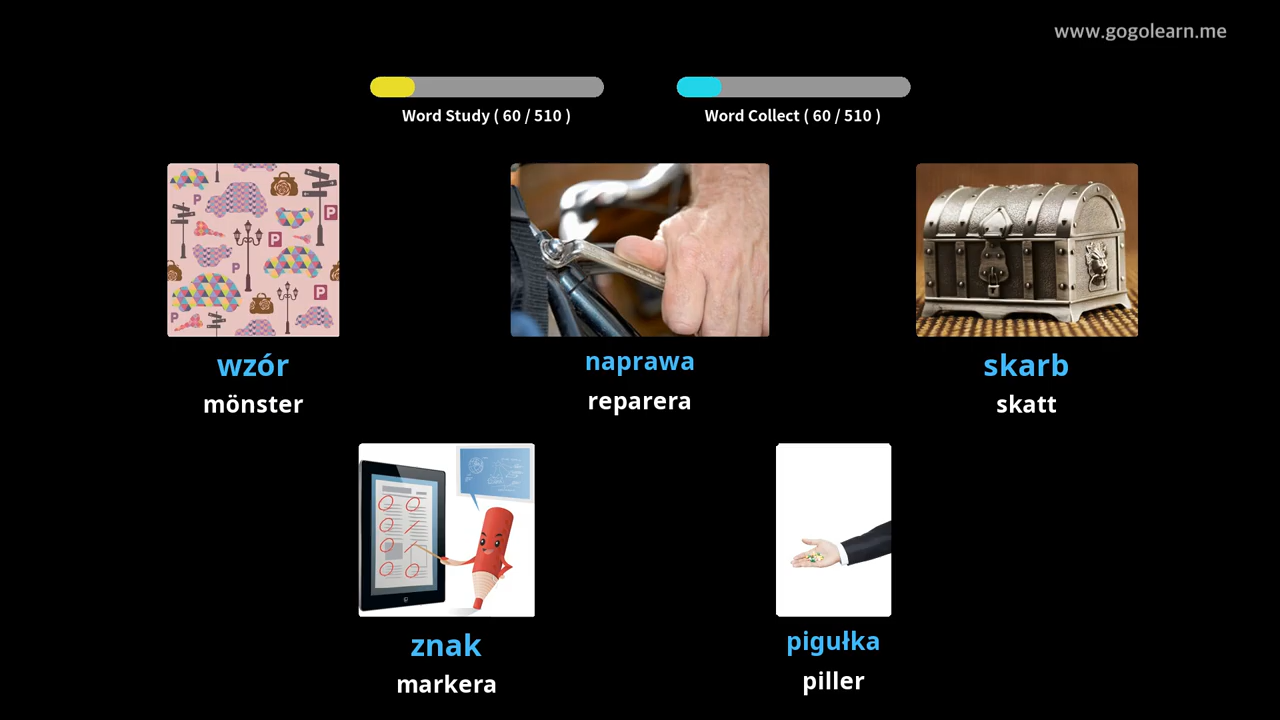 www.gogolearn.me
Word Study ( 60 / 510 )
Word Collect ( 60 / 510 )
P
P
P
P
P
P
wzór
mönster
naprawa
reparera
skarb
skatt
znak
markera
pigułka
piller